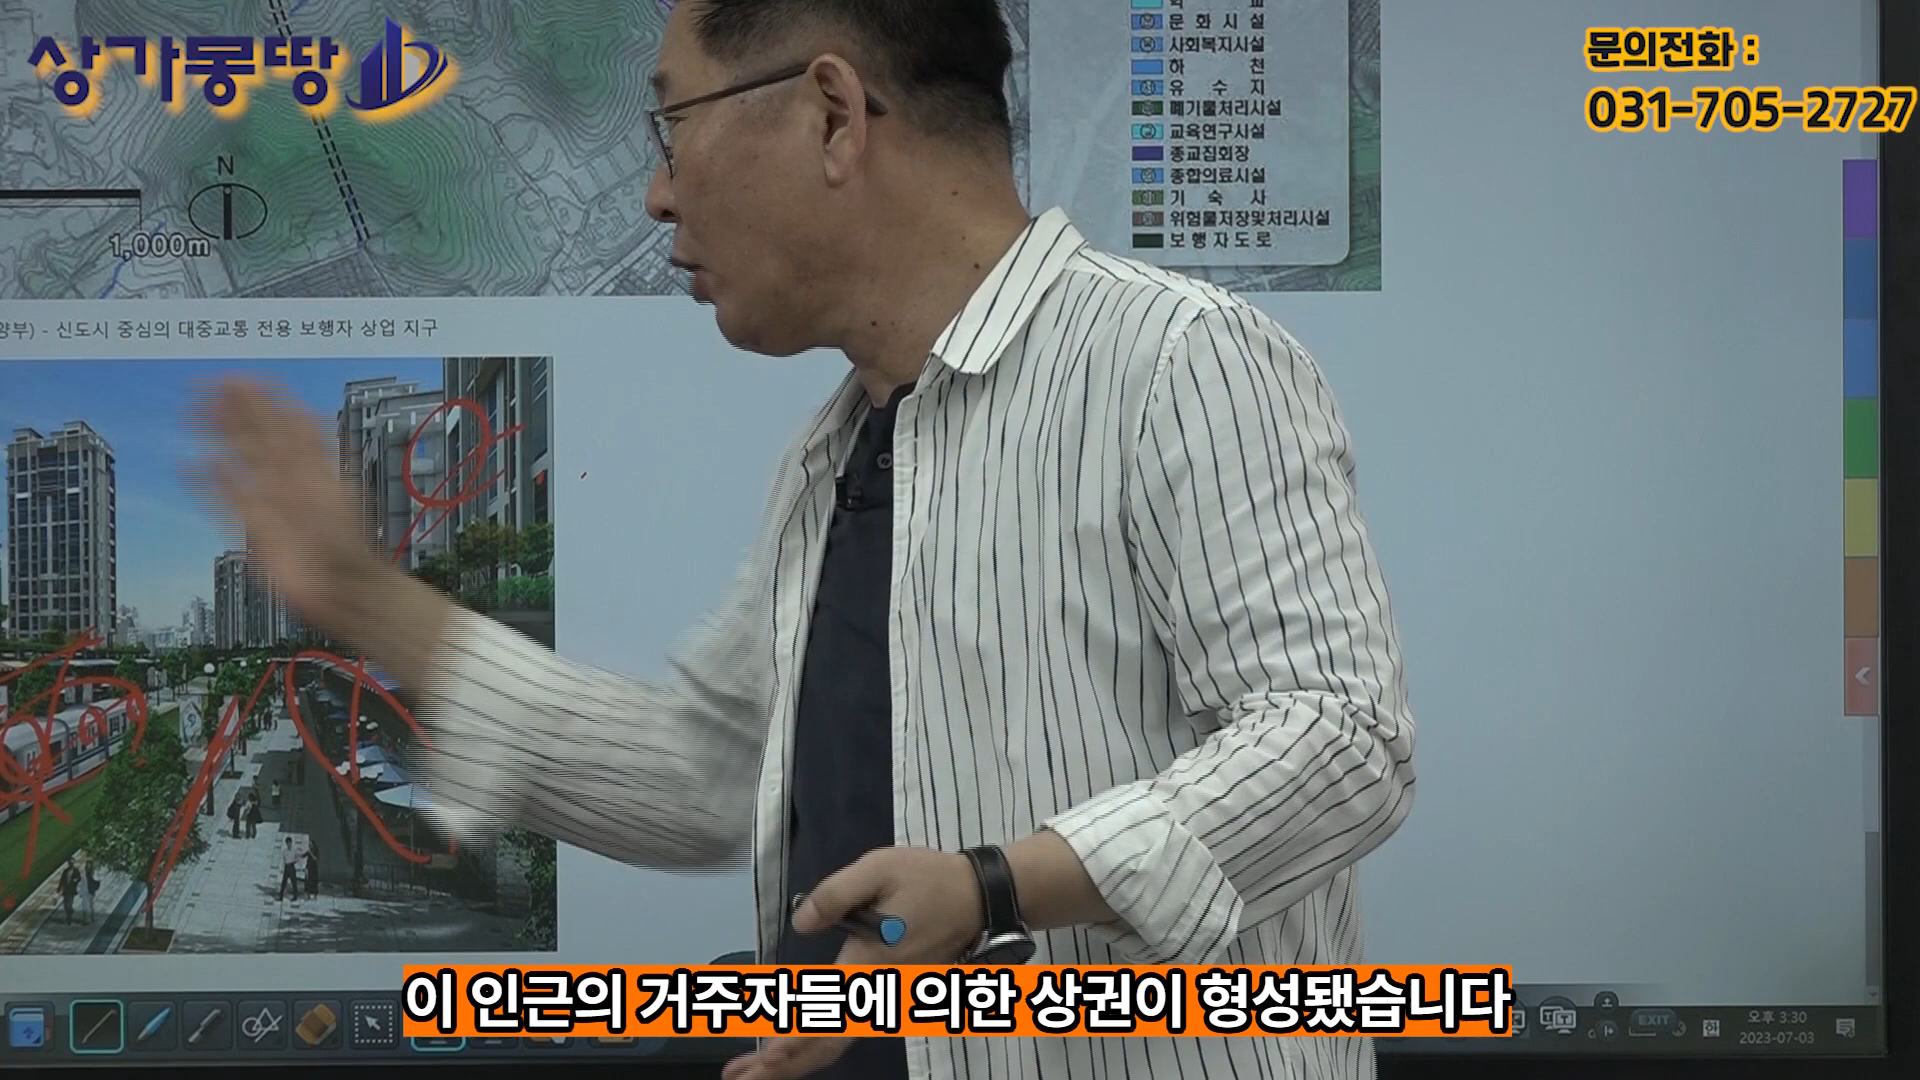 상가몽땅
문의전화 :
031-705-2727
문 화 시 설
사회복지시설
하 천
유 수 지
폐기물처리시설
교육연구시설
종교집회장
종합의료시설
기 숙 사
위험물저장및처리시설
보 행 자 도 로
N
1,000m
양부) - 신도시 중심의 대중교통 전용 보행자 상업 지구
이 인근의 거주자들에 의한 상권이 형성됐습니다
EXIT
오후 3:30
2023-07-03